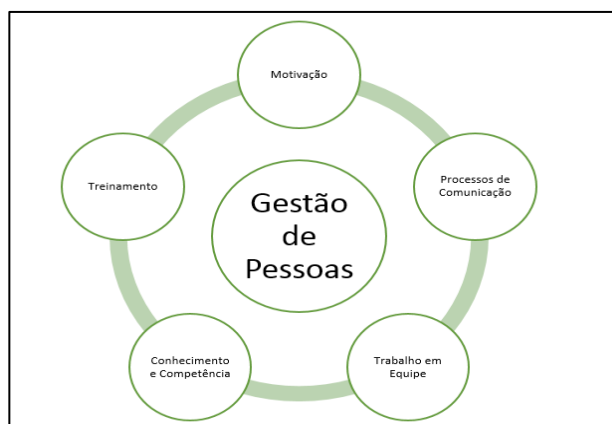 Motivação
Processos de
Comunicação
Trabalho em
Equipe
Conhecimento
e Competência
Treinamento
Gestão
de
Pessoas